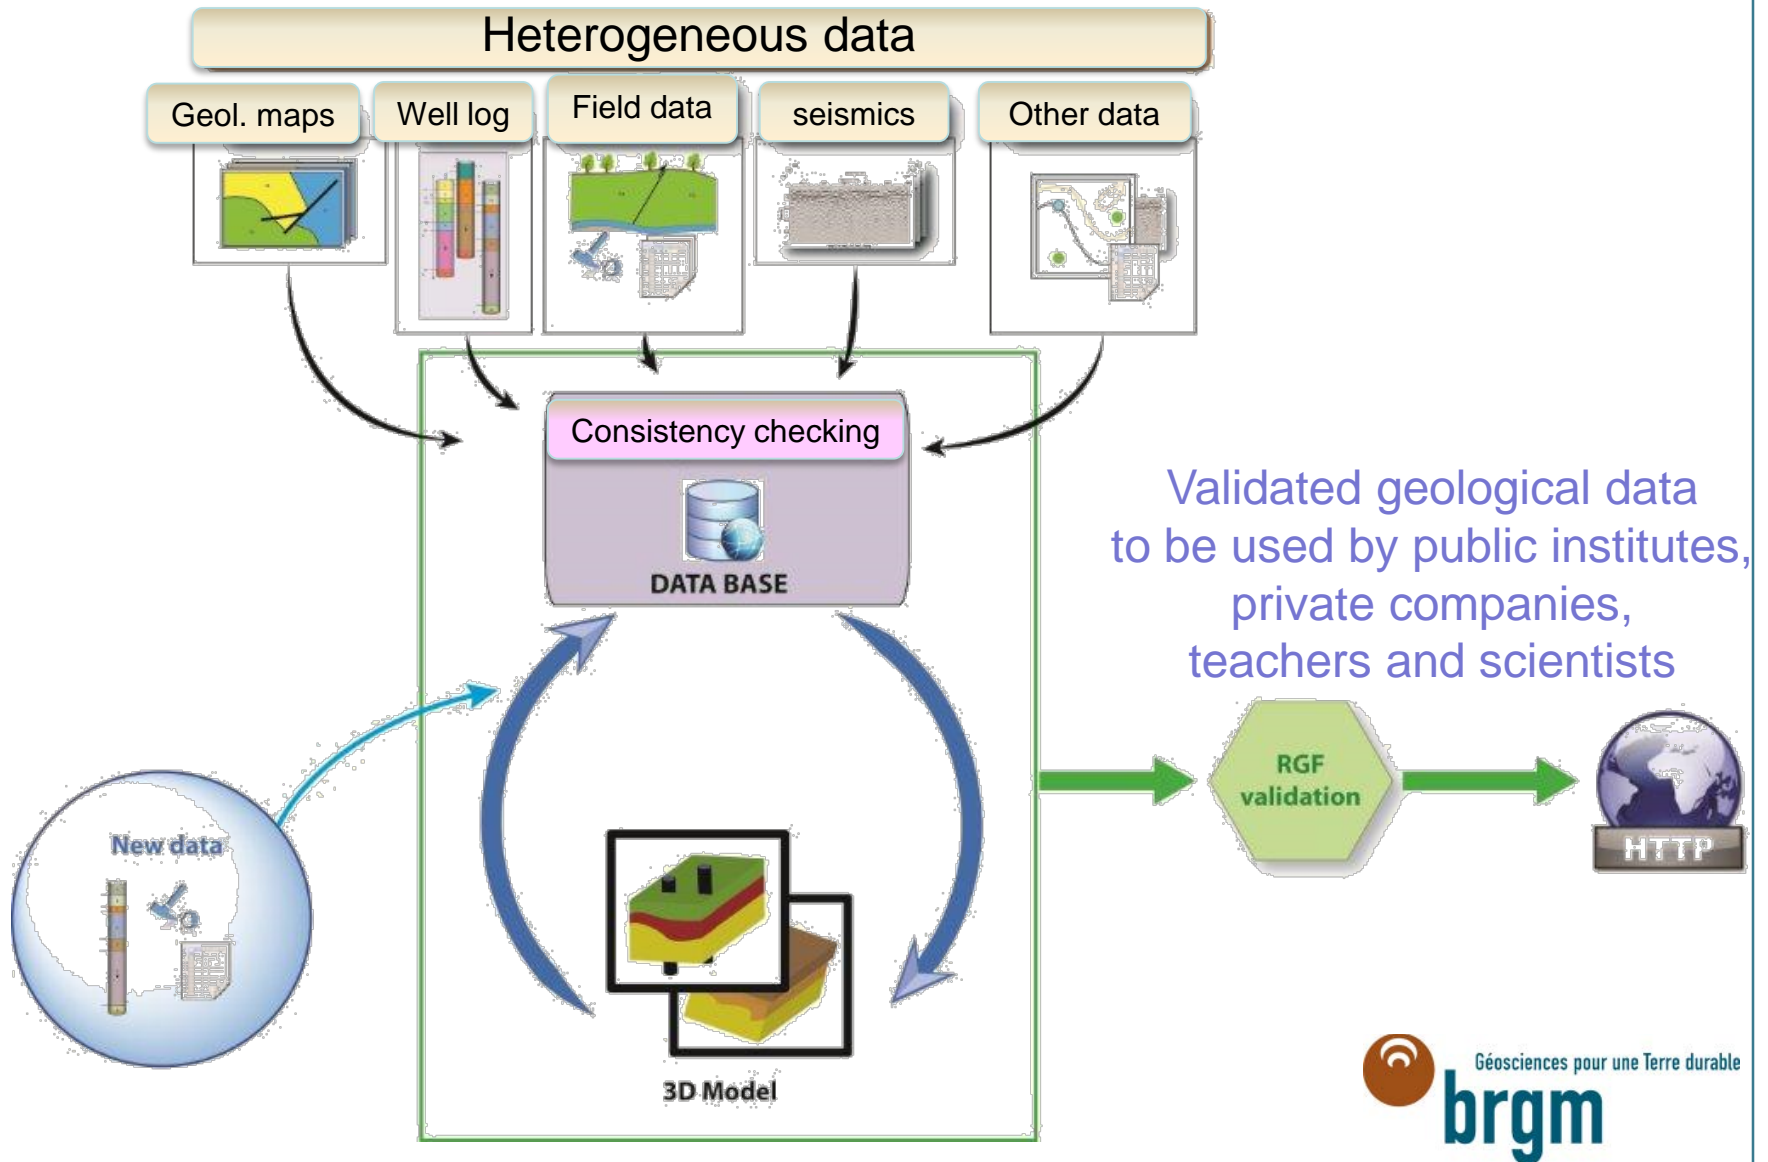 Heterogeneous data
Geol. maps
Well log
Field data
seismics
Other data
Consistency checking
DATA BASE
Validated geological data
to be used by public institutes,
private companies,
teachers and scientists
RGF
validation
HTTP
New data
3D Model
Géosciences pour une Terre durable
brgm